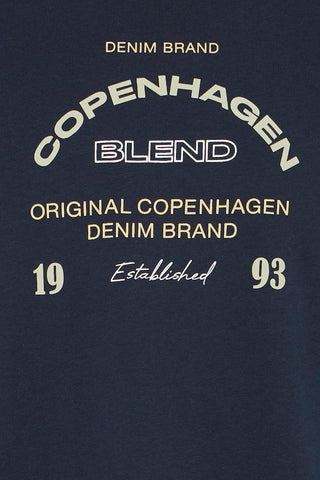 DENIM BRAND
COPENHAGEN
BLEND
ORIGINAL COPENHAGEN
DENIM BRAND
19 Established 93